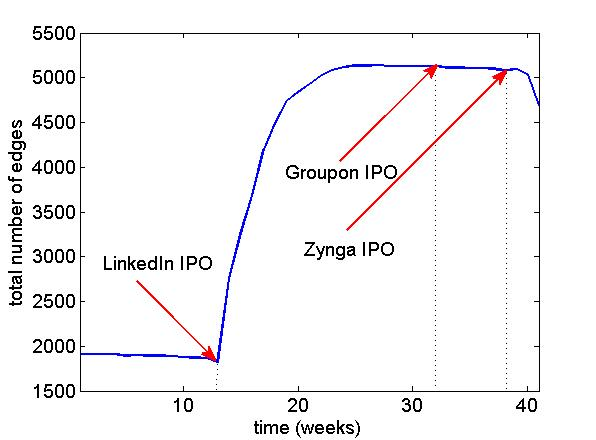 5500
5000
4500
4000
3500
3000
2500
2000
1500
total number of edges
Groupon IPO
Zynga IPO
LinkedIn IPO
10
20
30
40
time (weeks)